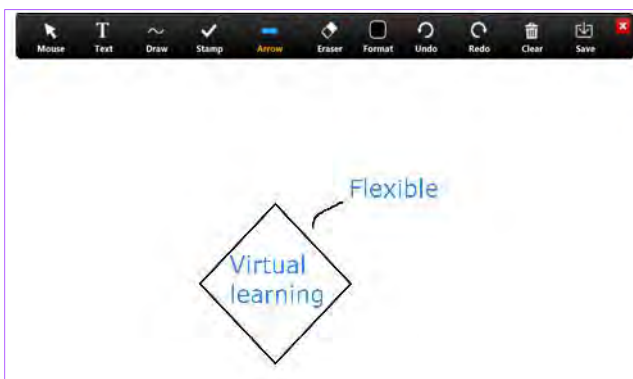 Mouse Text Draw Stamp Arrow Eraser Format Undo Redo Clear Save
Flexible
Virtual
learning